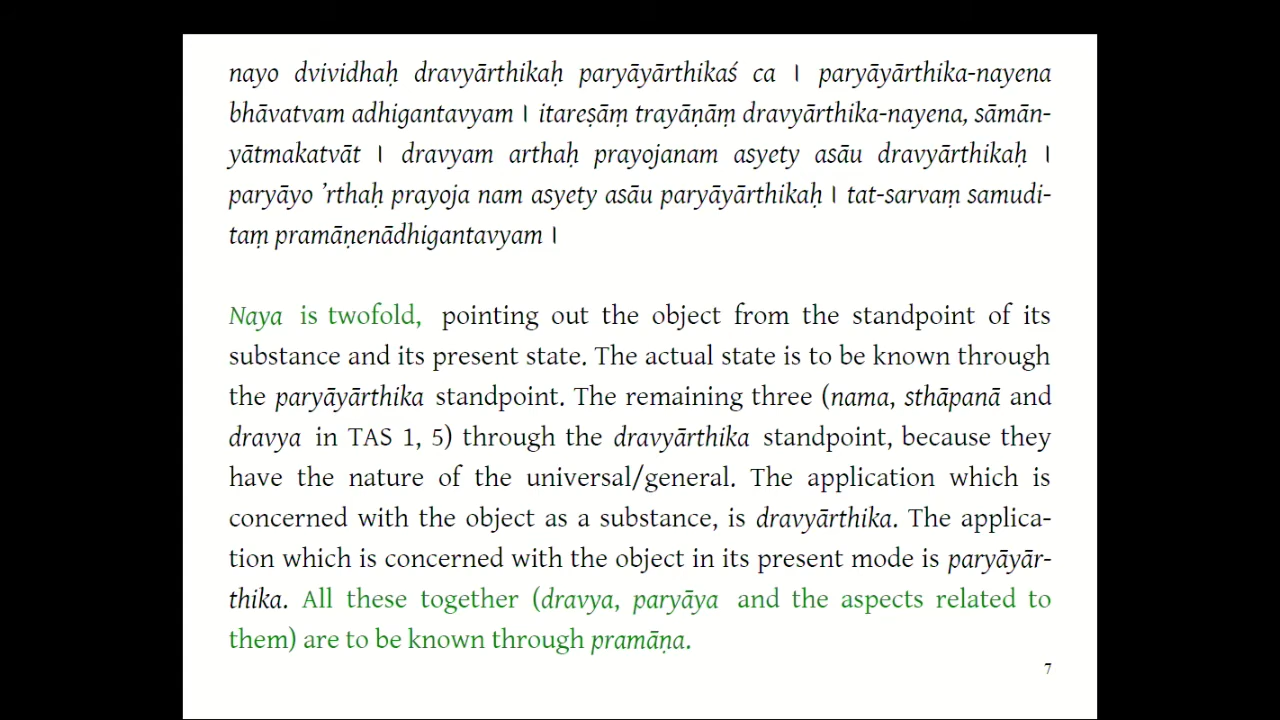 nayo dvividhaḥ dravyārthikaḥ paryāyārthikaś ca । paryāyārthika-nayena
bhāvatvam adhigantavyam । itareṣāṃ trayāṇāṃ dravyārthika-nayena, sāmān-
yātmakatvāt । dravyam arthaḥ prayojanam asyety asāu dravyārthikaḥ ।
paryāyo ’rthaḥ prayoja nam asyety asāu paryāyārthikaḥ । tat-sarvaṃ samudi-
taṃ pramāṇenādhigantavyam ।
Naya is twofold, pointing out the object from the standpoint of its
substance and its present state. The actual state is to be known through
the paryāyārthika standpoint. The remaining three (nama, sthāpanā and
dravya in TAS 1, 5) through the dravyārthika standpoint, because they
have the nature of the universal/general. The application which is
concerned with the object as a substance, is dravyārthika. The applica-
tion which is concerned with the object in its present mode is paryāyār-
thika. All these together (dravya, paryāya and the aspects related to
them) are to be known through pramāṇa.
7